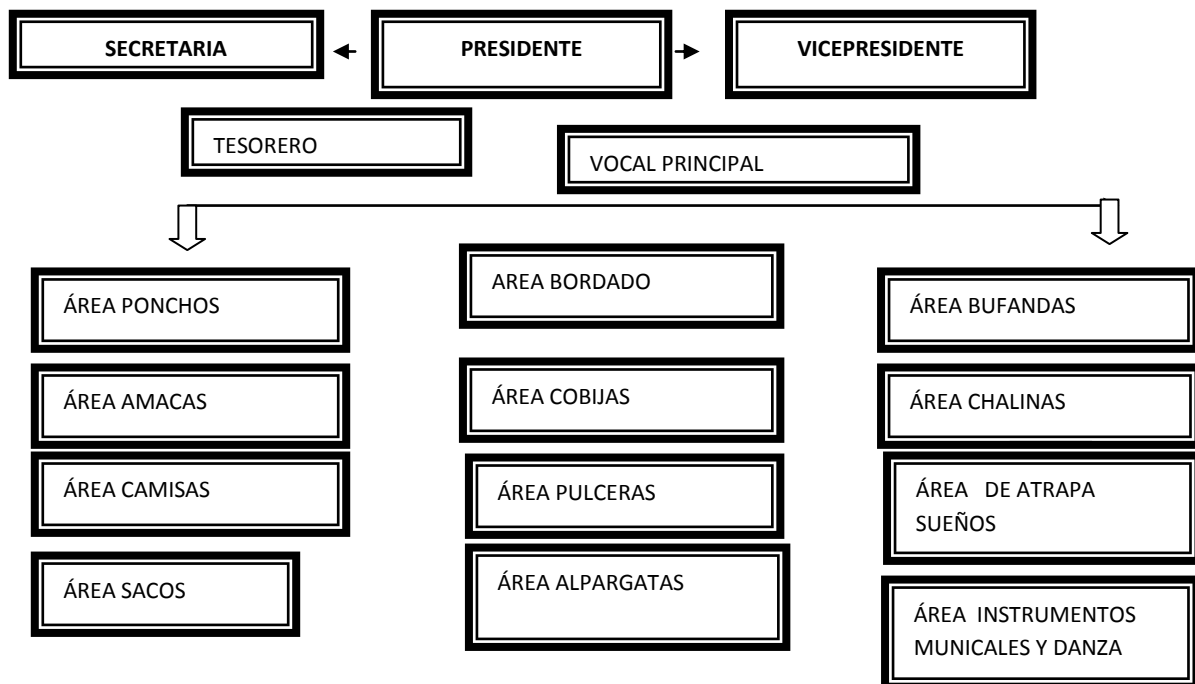 SECRETARIA
PRESIDENTE
VICEPRESIDENTE
TESORERO
VOCAL PRINCIPAL
ÁREA PONCHOS
AREA BORDADO
ÁREA BUFANDAS
ÁREA AMACAS
ÁREA COBIJAS
ÁREA CHALINAS
ÁREA CAMISAS
ÁREA PULCERAS
ÁREA DE ATRAPA
SUEÑOS
ÁREA SACOS
ÁREA ALPARGATAS
ÁREA INSTRUMENTOS
MUNICALES Y DANZA